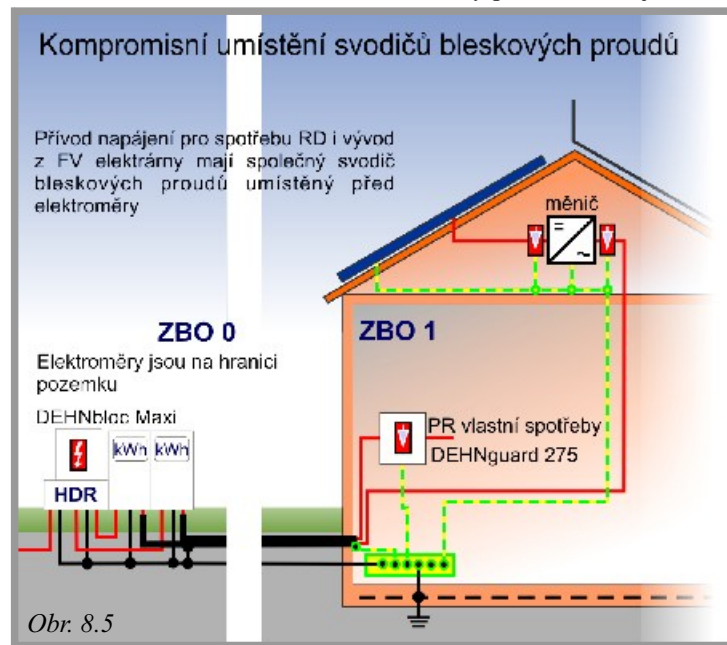 Kompromisní umístění svodičů bleskových proudů
Přívod napájení pro spotřebu RD i vývod
z FV elektrárny mají společný svodič
bleskových proudů umístěný před
elektroměry
měnič
=
~
ZBO 0
ZBO 1
Elektroměry jsou na hranici
pozemku
DEHNbloc Maxi
kWh kWh
HDR
PR vlastní spotřeby
DEHNguard 275
Obr. 8.5